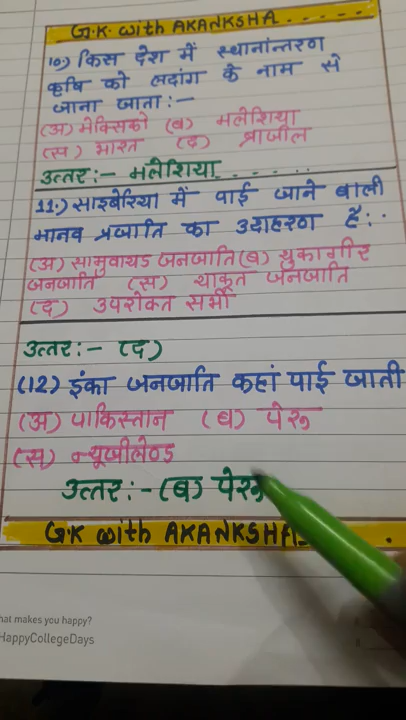 G.K. with AKANKSHA......
10.) किस देश में स्थानांतरण
कृषि को लदांग के नाम से
जाना जाता:-
(अ) मेक्सिको (ब) मलेशिया
(स) भारत (द) ब्राजील
उत्तर:- मलेशिया.......
11.) साइबेरिया में पाई जाने वाली
मानव प्रजाति का उदाहरण है:.
(अ) सामुवायड जनजाति (ब) युकागीर
जनजाति (स) याकूत जनजाति
(द) उपरोक्त सभी
उत्तर:- (द)
(12) इंका जनजाति कहां पाई जाती
(अ) पाकिस्तान (ब) पेरू
(स) न्यूजीलैण्ड
उत्तर:- (ब) पेरू
G.K with AKANKSHA
hat makes you happy?
HappyCollegeDays